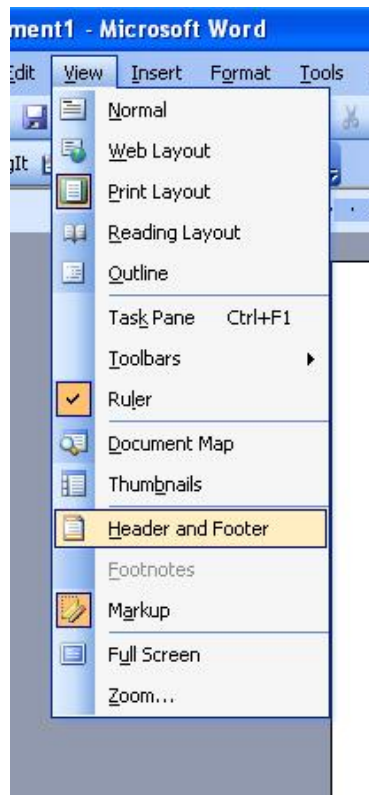 ment1 - Microsoft Word
Edit View Insert Format Tools
Normal
Web Layout
Print Layout
Reading Layout
Outline
Task Pane Ctrl+F1
Toolbars
Ruler
Document Map
Thumbnails
Header and Footer
Footnotes
Markup
Full Screen
Zoom...